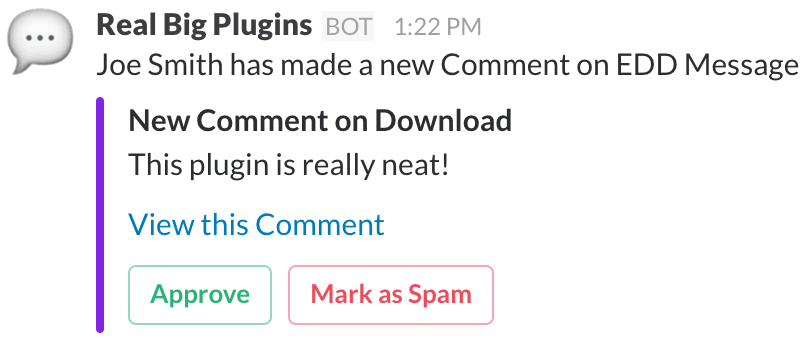 Real Big Plugins BOT 1:22 PM
Joe Smith has made a new Comment on EDD Message
New Comment on Download
This plugin is really neat!
View this Comment
Approve Mark as Spam